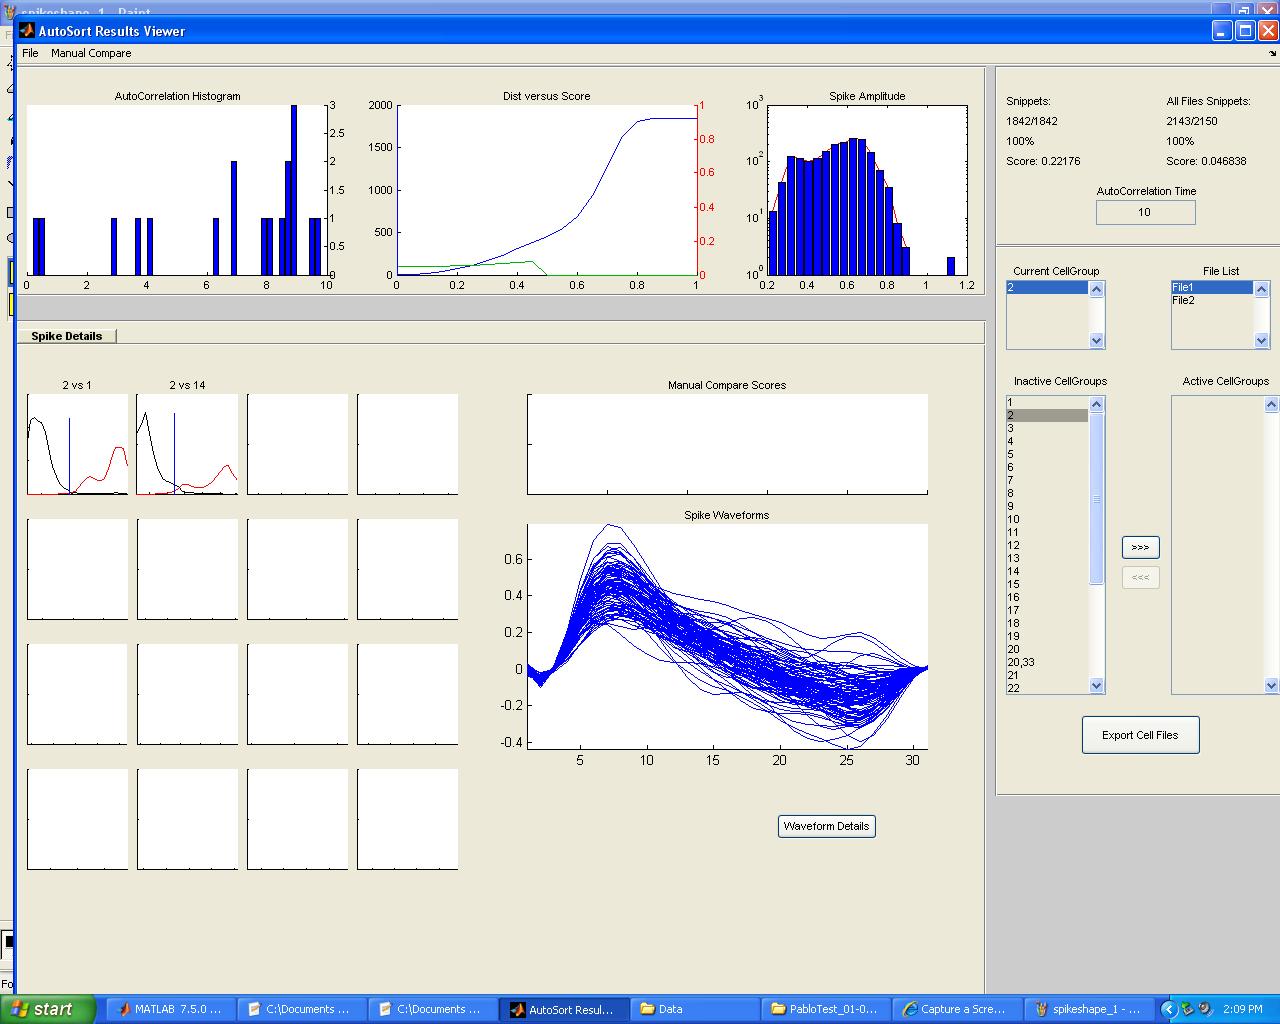 spikeshape_1 - Paint
AutoSort Results Viewer
File Manual Compare
AutoCorrelation Histogram
3
2.5
2
1.5
1
0.5
0
0 2 4 6 8 10
Dist versus Score
2000
1500
1000
500
0
1
0.8
0.6
0.4
0.2
0
0 0.2 0.4 0.6 0.8 1
Spike Amplitude
10^3
10^2
10^1
10^0
0.2 0.4 0.6 0.8 1 1.2
Snippets:
1842/1842
100%
Score: 0.22176
All Files Snippets:
2143/2150
100%
Score: 0.046838
AutoCorrelation Time
10
Current CellGroup
2
File List
File1
File2
Inactive CellGroups
1
2
3
4
5
6
7
8
9
10
11
12
13
14
15
16
17
18
19
20
20,33
21
22
>>>
<<<
Active CellGroups
Export Cell Files
Spike Details
2 vs 1
2 vs 14
Manual Compare Scores
Spike Waveforms
0.6
0.4
0.2
0
-0.2
-0.4
5 10 15 20 25 30
Waveform Details
Fo
start
MATLAB 7.5.0 ...
C:\Documents ...
C:\Documents ...
AutoSort Resul...
Data
PabloTest_01-0...
Capture a Scre...
spikeshape_1 - ...
2:09 PM